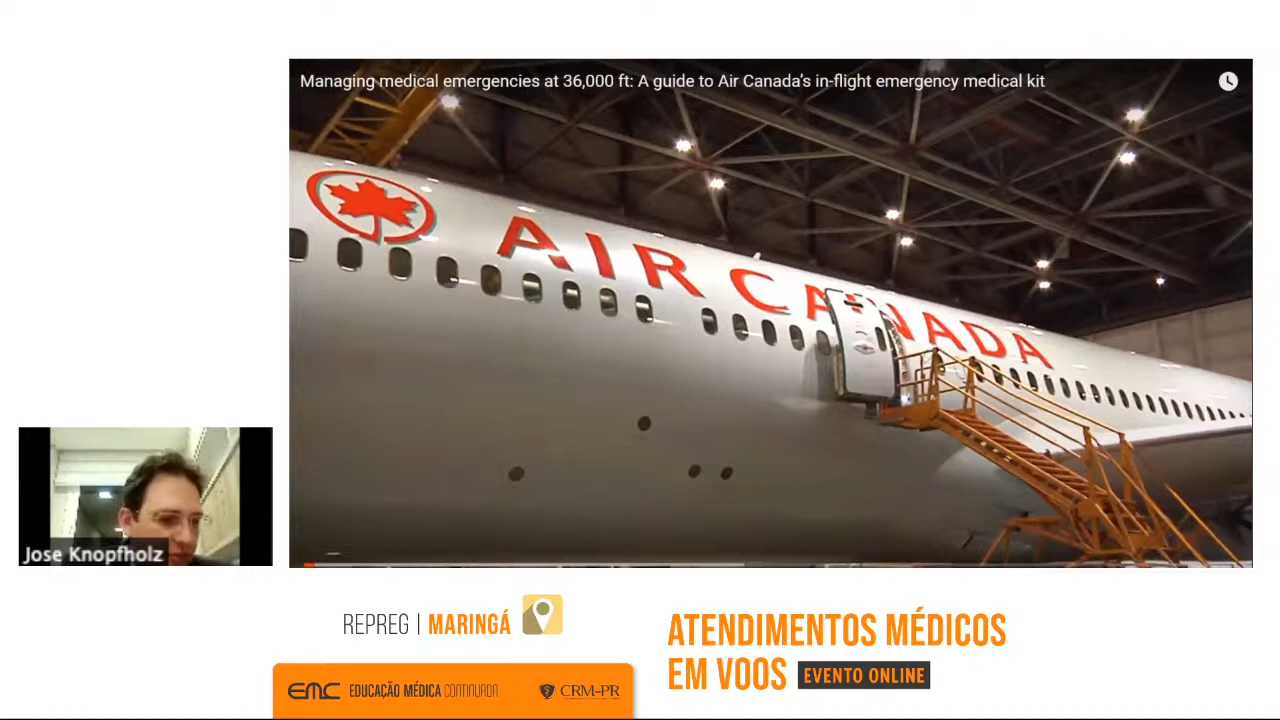 Managing medical emergencies at 36,000 ft: A guide to Air Canada’s in-flight emergency medical kit
AIR CANADA
Jose Knopfholz
REPREG | MARINGÁ
ATENDIMENTOS MÉDICOS
EM VOOS EVENTO ONLINE
EMC EDUCAÇÃO MÉDICA CONTINUADA
CRM-PR